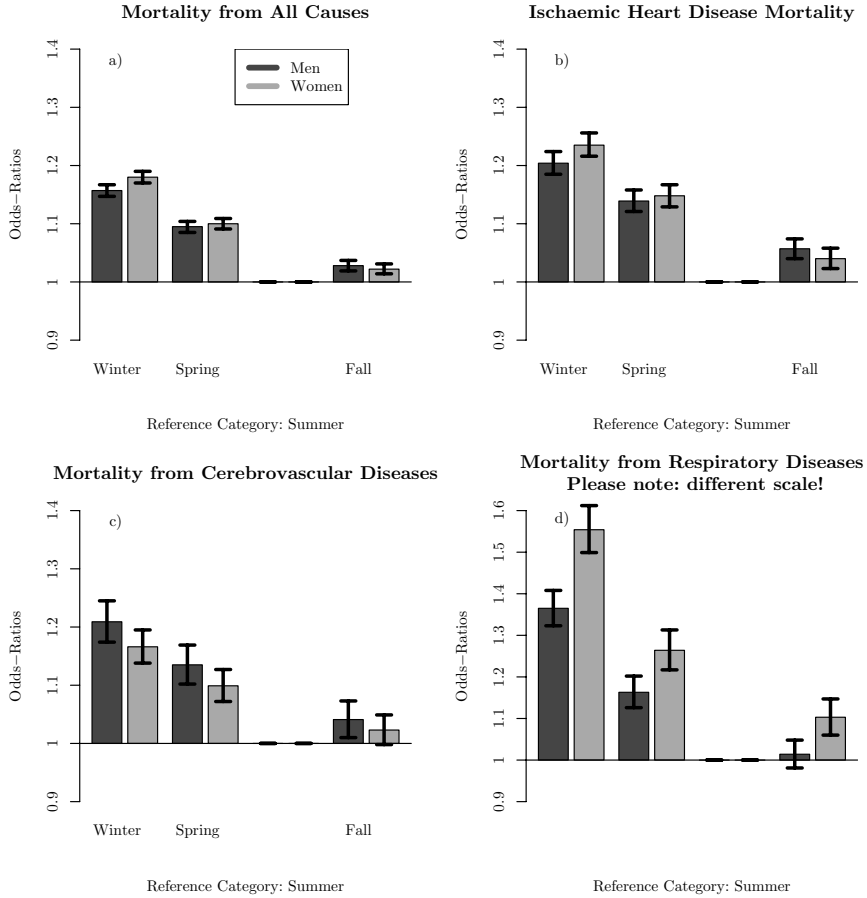 Mortality from All Causes
a)
Men
Women
Odds−Ratios
0.9 1 1.1 1.2 1.3 1.4
Winter Spring Fall
Reference Category: Summer
Ischaemic Heart Disease Mortality
b)
Odds−Ratios
0.9 1 1.1 1.2 1.3 1.4
Winter Spring Fall
Reference Category: Summer
Mortality from Cerebrovascular Diseases
c)
Odds−Ratios
0.9 1 1.1 1.2 1.3 1.4
Winter Spring Fall
Reference Category: Summer
Mortality from Respiratory Diseases
Please note: different scale!
d)
Odds−Ratios
0.9 1 1.1 1.2 1.3 1.4 1.5 1.6
Reference Category: Summer